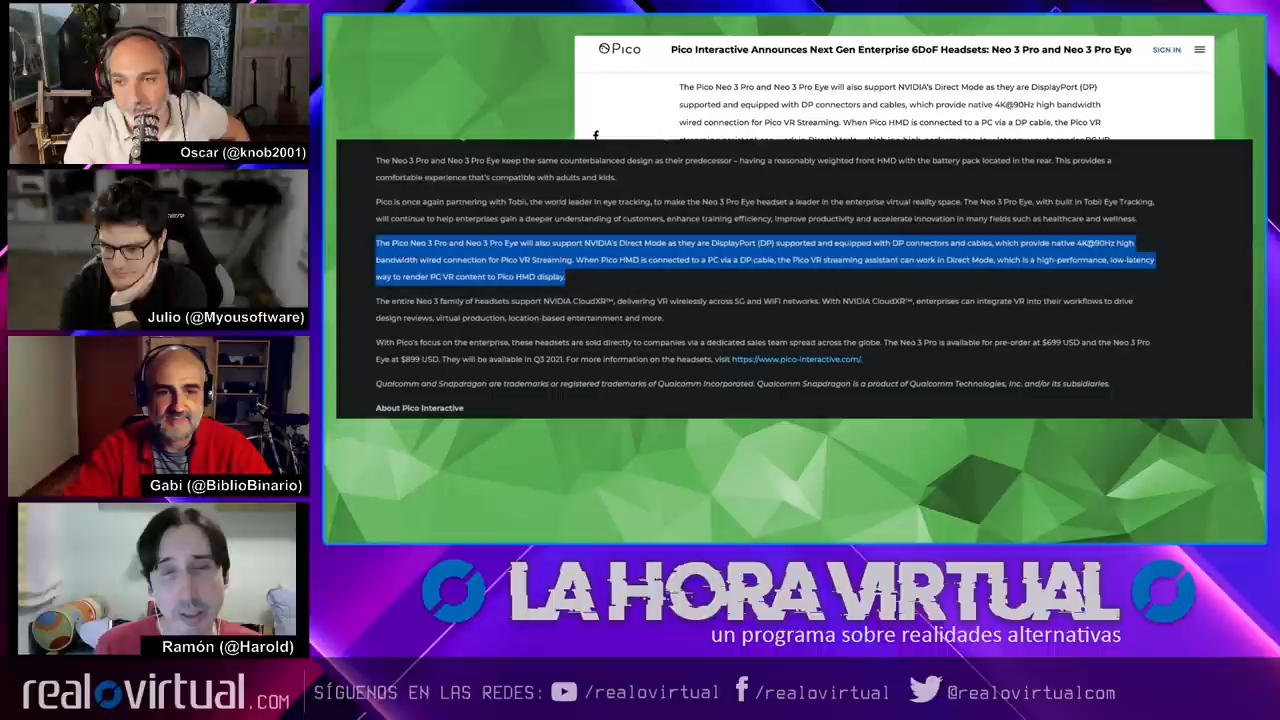 Oscar (@knob2001)
Julio (@Myousoftware)
Gabi (@BiblioBinario)
Ramón (@Harold)
Pico
Pico Interactive Announces Next Gen Enterprise 6DoF Headsets: Neo 3 Pro and Neo 3 Pro Eye
SIGN IN
The Pico Neo 3 Pro and Neo 3 Pro Eye will also support NVIDIA's Direct Mode as they are DisplayPort (DP)
supported and equipped with DP connectors and cables, which provide native 4K@90Hz high bandwidth
wired connection for Pico VR Streaming. When Pico HMD is connected to a PC via a DP cable, the Pico VR
The Neo 3 Pro and Neo 3 Pro Eye keep the same counterbalanced design as their predecessor – having a reasonably weighted front HMD with the battery pack located in the rear. This provides a
comfortable experience that's compatible with adults and kids.
Pico is once again partnering with Tobii, the world leader in eye tracking, to make the Neo 3 Pro Eye headset a leader in the enterprise virtual reality space. The Neo 3 Pro Eye, with built in Tobii Eye Tracking,
will continue to help enterprises gain a deeper understanding of customers, enhance training efficiency, improve productivity and accelerate innovation in many fields such as healthcare and wellness.
The Pico Neo 3 Pro and Neo 3 Pro Eye will also support NVIDIA's Direct Mode as they are DisplayPort (DP) supported and equipped with DP connectors and cables, which provide native 4K@90Hz high
bandwidth wired connection for Pico VR Streaming. When Pico HMD is connected to a PC via a DP cable, the Pico VR streaming assistant can work in Direct Mode, which is a high-performance, low-latency
way to render PC VR content to Pico HMD display.
The entire Neo 3 family of headsets support NVIDIA CloudXR™, delivering VR wirelessly across 5G and WiFi networks. With NVIDIA CloudXR™, enterprises can integrate VR into their workflows to drive
design reviews, virtual production, location-based entertainment and more.
With Pico's focus on the enterprise, these headsets are sold directly to companies via a dedicated sales team spread across the globe. The Neo 3 Pro is available for pre-order at $699 USD and the Neo 3 Pro
Eye at $899 USD. They will be available in Q3 2021. For more information on the headsets, visit https://www.pico-interactive.com/.
Qualcomm and Snapdragon are trademarks or registered trademarks of Qualcomm Incorporated. Qualcomm Snapdragon is a product of Qualcomm Technologies, Inc. and/or its subsidiaries.
About Pico Interactive
LA HORA VIRTUAL
un programa sobre realidades alternativas
realovirtual.com
SÍGUENOS EN LAS REDES: /realovirtual /realovirtual @realovirtualcom